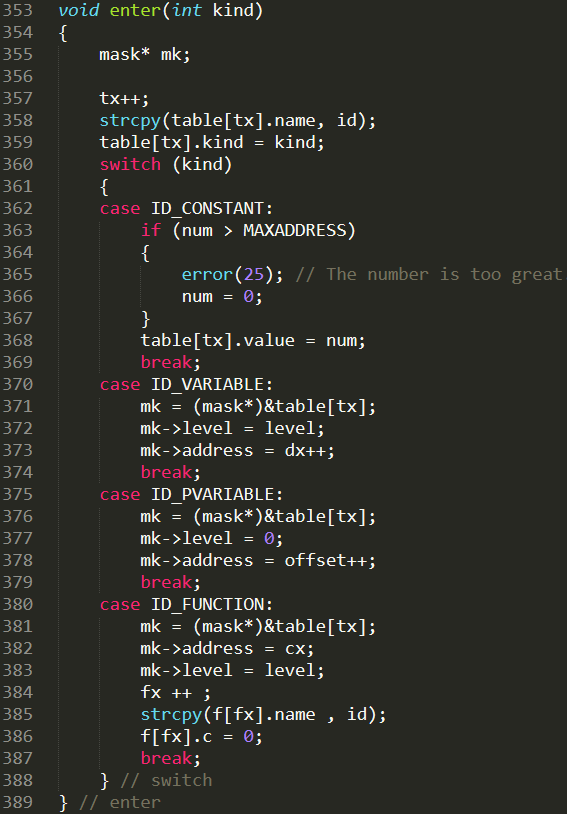 353 void enter(int kind)
354 {
355     mask* mk;
356
357     tx++;
358     strcpy(table[tx].name, id);
359     table[tx].kind = kind;
360     switch (kind)
361     {
362     case ID_CONSTANT:
363         if (num > MAXADDRESS)
364         {
365             error(25); // The number is too great
366             num = 0;
367         }
368         table[tx].value = num;
369         break;
370     case ID_VARIABLE:
371         mk = (mask*)&table[tx];
372         mk->level = level;
373         mk->address = dx++;
374         break;
375     case ID_PVARIABLE:
376         mk = (mask*)&table[tx];
377         mk->level = 0;
378         mk->address = offset++;
379         break;
380     case ID_FUNCTION:
381         mk = (mask*)&table[tx];
382         mk->address = cx;
383         mk->level = level;
384         fx ++ ;
385         strcpy(f[fx].name , id);
386         f[fx].c = 0;
387         break;
388     } // switch
389 } // enter